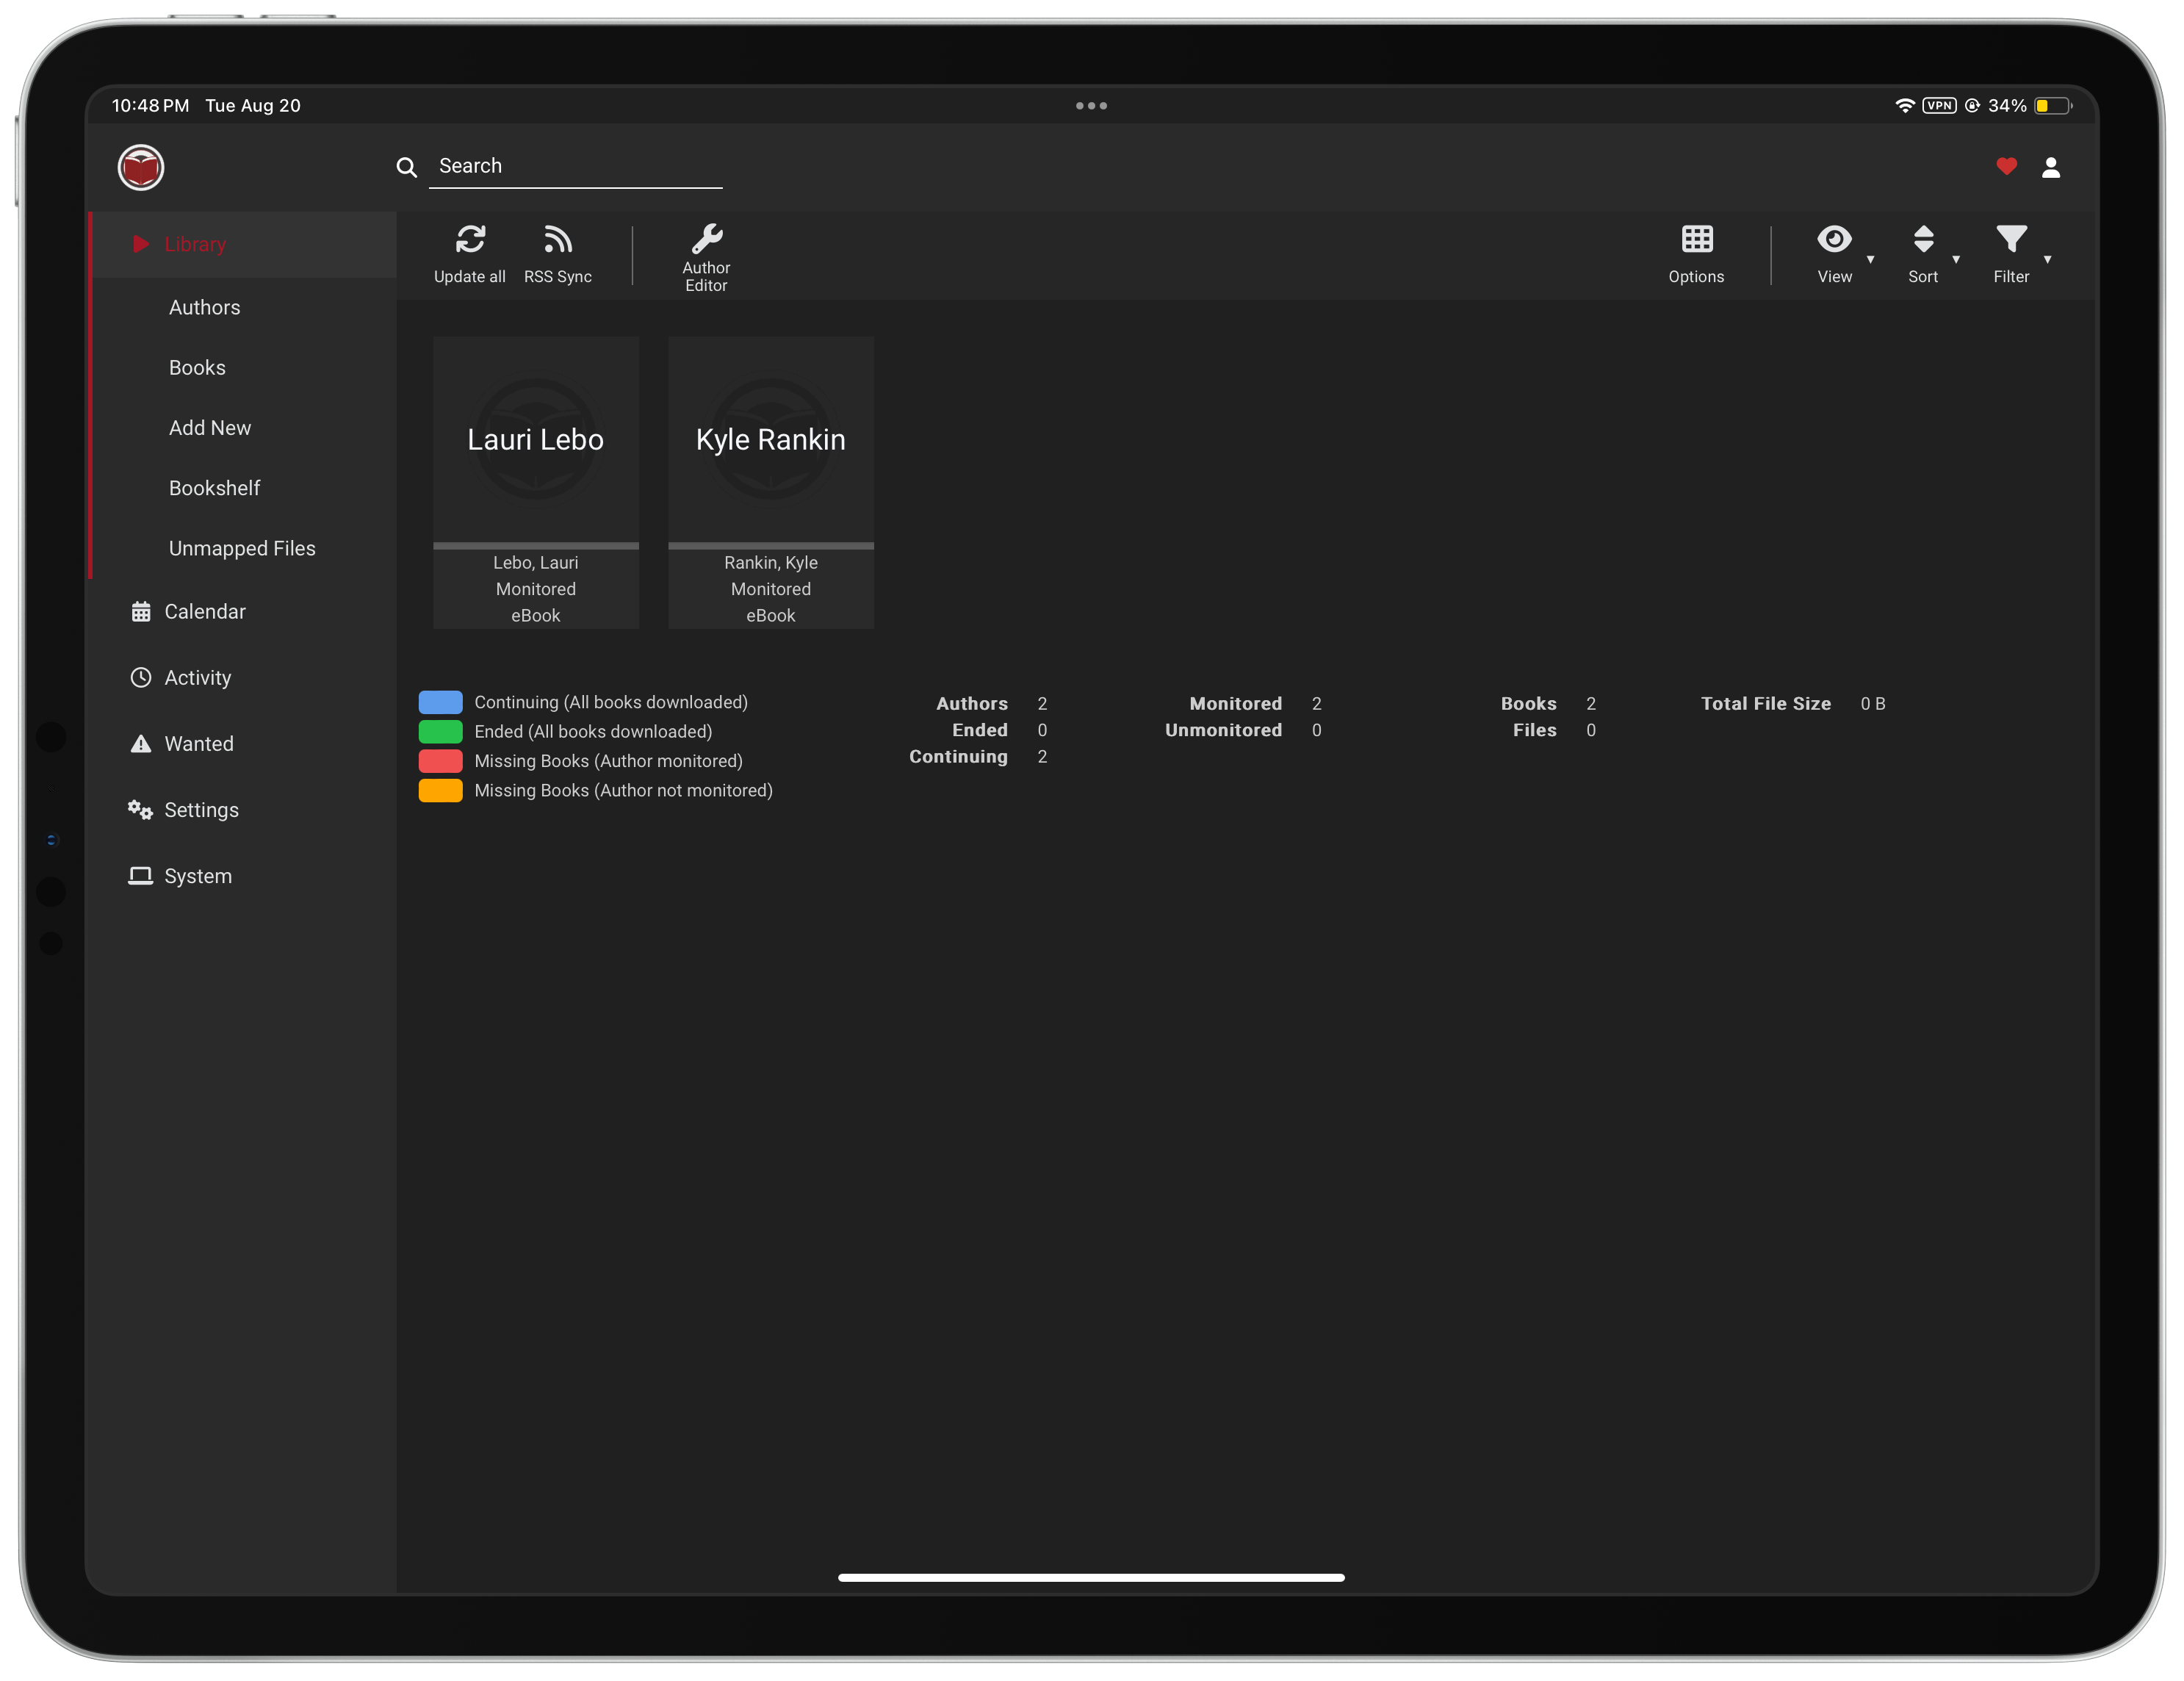 10:48 PM Tue Aug 20
VPN 34%
Search
Library
Authors
Books
Add New
Bookshelf
Unmapped Files
Calendar
Activity
Wanted
Settings
System
Update all
RSS Sync
Author
Editor
Options
View
Sort
Filter
Lauri Lebo
Lebo, Lauri
Monitored
eBook
Kyle Rankin
Rankin, Kyle
Monitored
eBook
Continuing (All books downloaded)
Ended (All books downloaded)
Missing Books (Author monitored)
Missing Books (Author not monitored)
Authors 2
Ended 0
Continuing 2
Monitored 2
Unmonitored 0
Books 2
Files 0
Total File Size 0 B